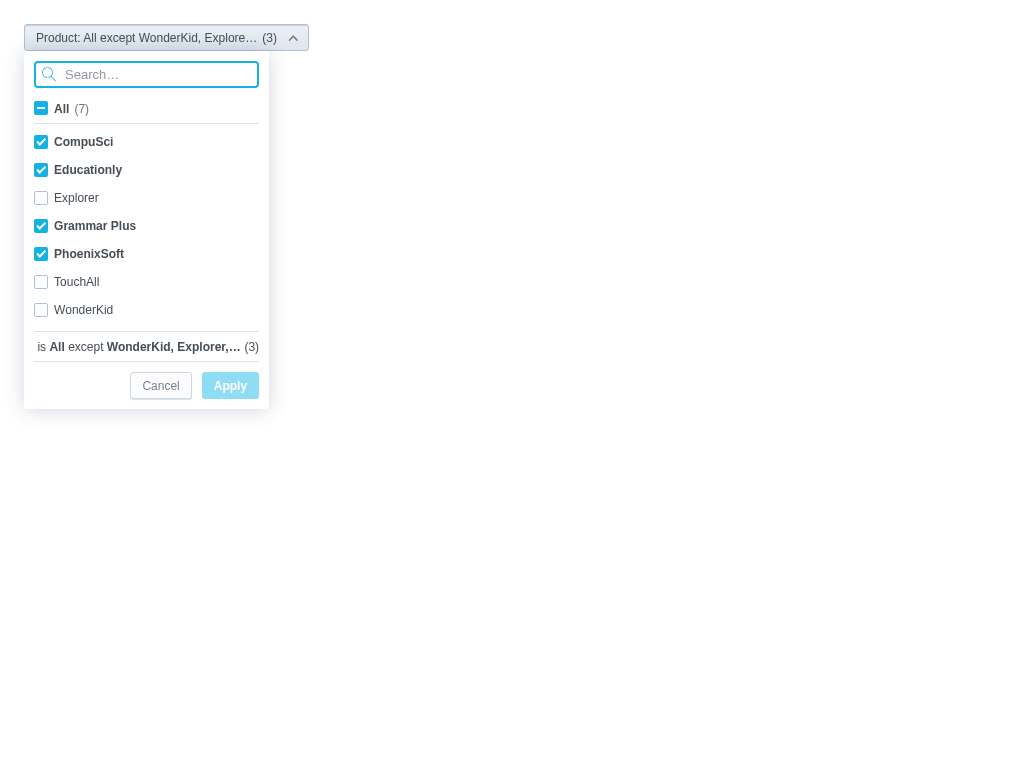 Product: All except WonderKid, Explore… (3)
Search…
All (7)
CompuSci
Educationly
Explorer
Grammar Plus
PhoenixSoft
TouchAll
WonderKid
is All except WonderKid, Explorer,… (3)
Cancel Apply